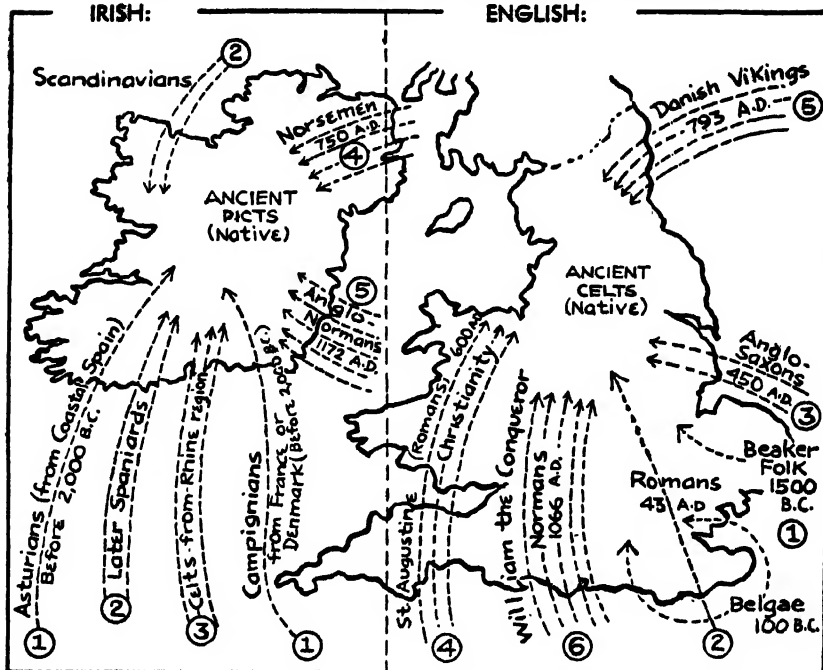 IRISH:
ENGLISH:
Scandinavians
②
Norsemen
750 A.D.
④
Danish Vikings
793 A.D.
⑤
ANCIENT
PICTS
(Native)
ANCIENT
CELTS
(Native)
⑤
Anglo-
Normans
1172 A.D.
Anglo-
Saxons
450 A.D.
③
Asturians (from Coastal Spain)
Before 2,000 B.C.
①
② Later Spaniards
Celts from Rhine region
③
Campignians
from France or
Denmark (Before 2000 B.C.)
①
St Augustine (Romans) 600 A.D.
Christianity
④
William the Conqueror
Normans
1066 A.D.
⑥
Romans
43 A.D
②
Beaker
Folk
1500
B.C.
①
Belgae
100 B.C.